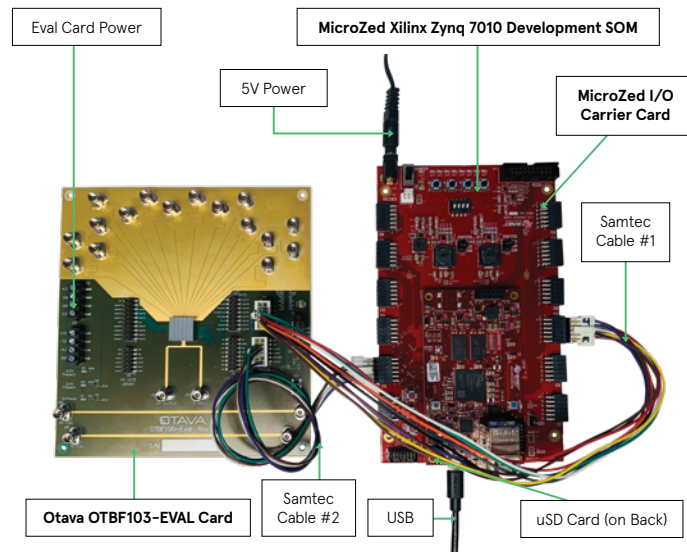 Eval Card Power
MicroZed Xilinx Zynq 7010 Development SOM
5V Power
MicroZed I/O
Carrier Card
Samtec
Cable #1
OTAVA
Otava OTBF103-EVAL Card
Samtec
Cable #2
USB
uSD Card (on Back)